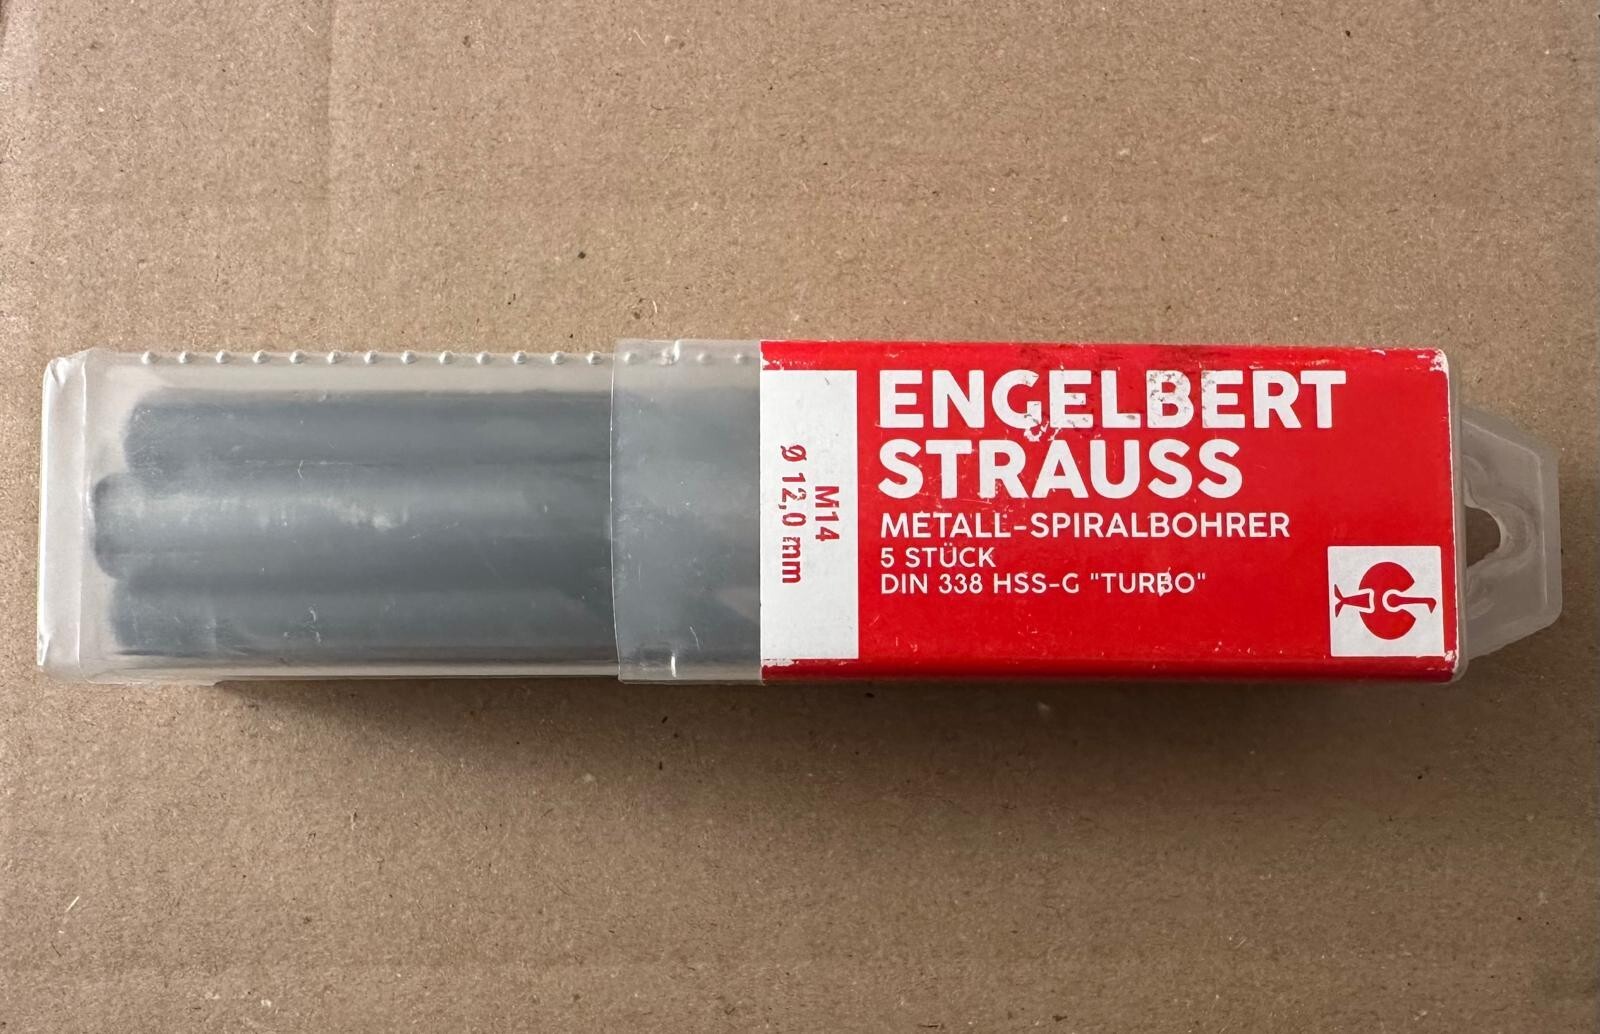 M14
Ø 12,0 mm
ENGELBERT
STRAUSS
METALL-SPIRALBOHRER
5 STÜCK
DIN 338 HSS-G "TURBO"